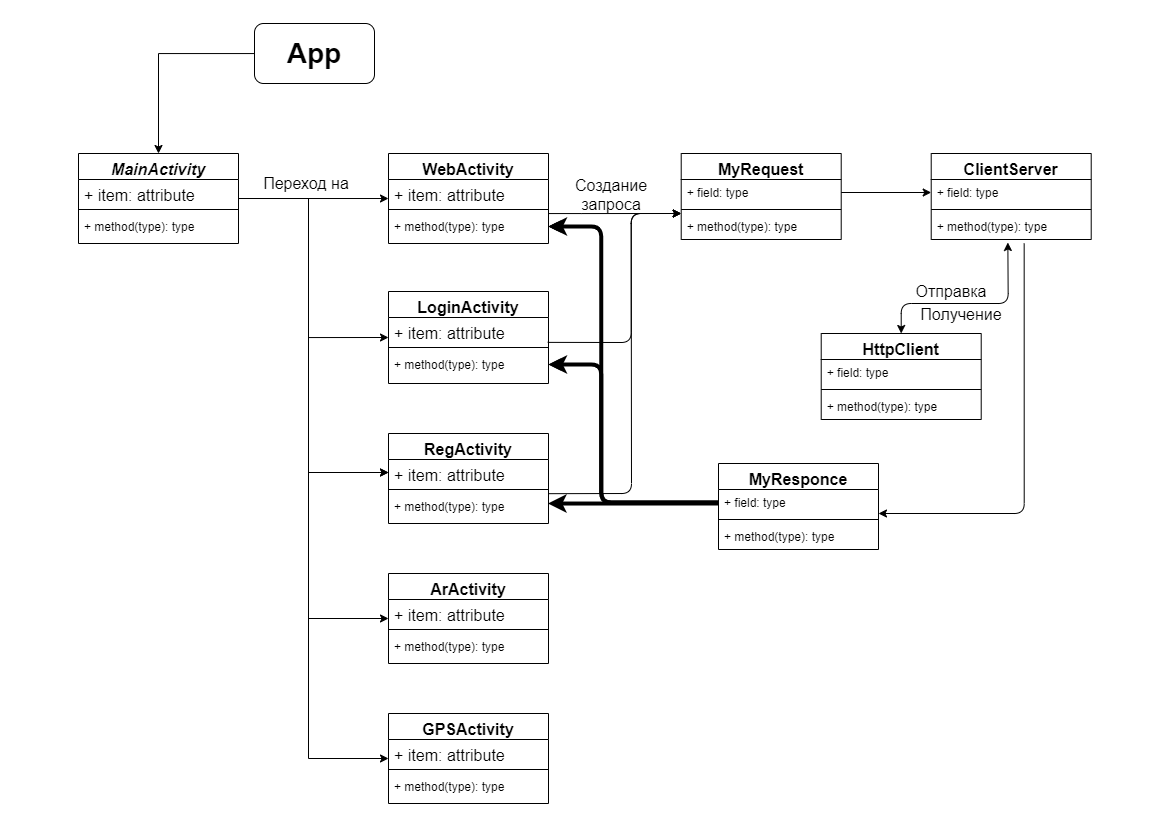 App
MainActivity
+ item: attribute
+ method(type): type
Переход на
WebActivity
+ item: attribute
+ method(type): type
Создание
запроса
MyRequest
+ field: type
+ method(type): type
ClientServer
+ field: type
+ method(type): type
LoginActivity
+ item: attribute
+ method(type): type
Отправка
Получение
HttpClient
+ field: type
+ method(type): type
RegActivity
+ item: attribute
+ method(type): type
MyResponce
+ field: type
+ method(type): type
ArActivity
+ item: attribute
+ method(type): type
GPSActivity
+ item: attribute
+ method(type): type